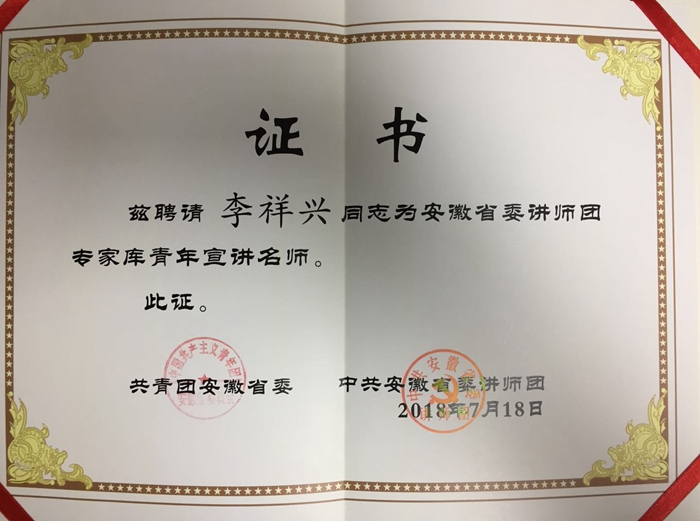 证 书
兹聘请 李祥兴 同志为安徽省委讲师团
专家库青年宣讲名师。
此证。
共青团安徽省委 中共安徽省委讲师团
2018年7月18日